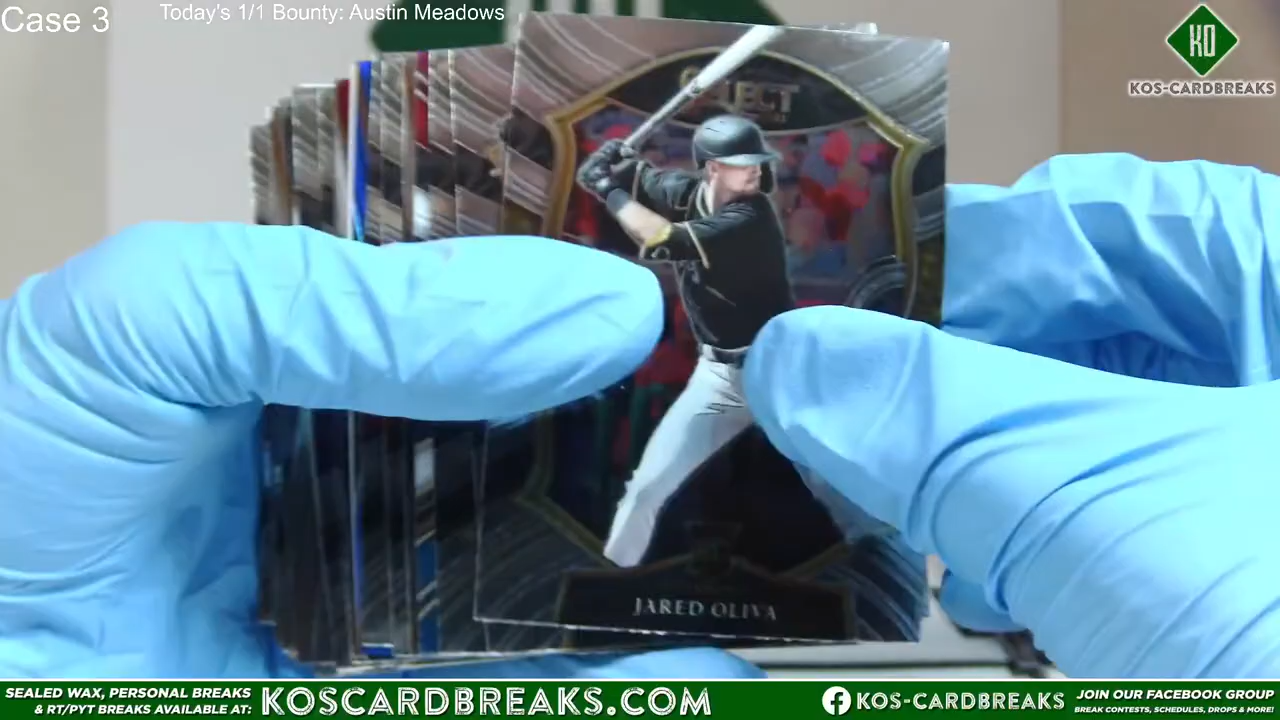 Case 3
Today's 1/1 Bounty: Austin Meadows
KO
KOS-CARDBREAKS
SELECT
JARED OLIVA
SEALED WAX, PERSONAL BREAKS
& RT/PYT BREAKS AVAILABLE AT:
KOSCARDBREAKS.COM
KOS-CARDBREAKS
JOIN OUR FACEBOOK GROUP
BREAK CONTESTS, SCHEDULES, DROPS & MORE!